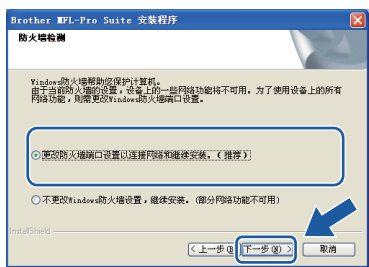 Brother MFL-Pro Suite 安装程序
防火墙检测
Windows防火墙帮助您保护计算机。
由于当前防火墙的设置，设备上的一些网络功能将不可用。为了使用设备上的所有
网络功能，则需更改Windows防火墙端口设置。
更改防火墙端口设置以连接网络和继续安装。(推荐)
不更改Windows防火墙设置，继续安装。(部分网络功能不可用)
InstallShield
< 上一步(B) 下一步(N) > 取消